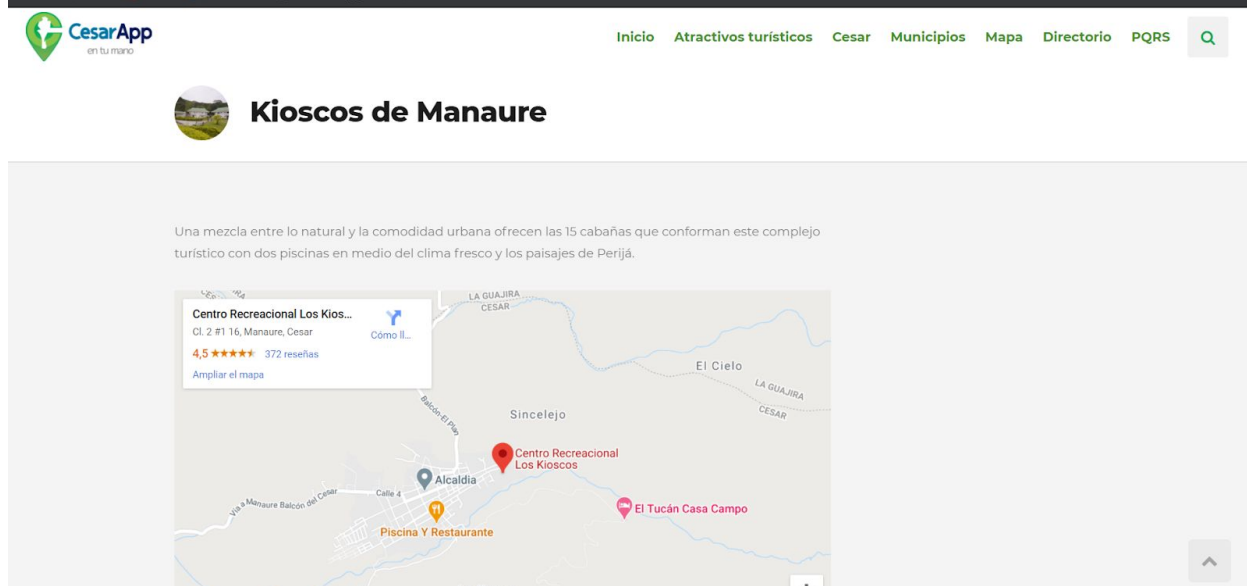 CesarApp
en tu mano
Inicio Atractivos turísticos Cesar Municipios Mapa Directorio PQRS
Kioscos de Manaure
Una mezcla entre lo natural y la comodidad urbana ofrecen las 15 cabañas que conforman este complejo
turístico con dos piscinas en medio del clima fresco y los paisajes de Perijá.
Centro Recreacional Los Kios...
Cl. 2 #1 16, Manaure, Cesar
Cómo ll...
4,5 ★★★★★ 372 reseñas
Ampliar el mapa
LA GUAJIRA
CESAR
El Cielo
LA GUAJIRA
CESAR
Balcón-El Plan
Sincelejo
Centro Recreacional
Los Kioscos
Alcaldia
Calle 4
Via a Manaure Balcón del Cesar
El Tucán Casa Campo
Piscina Y Restaurante